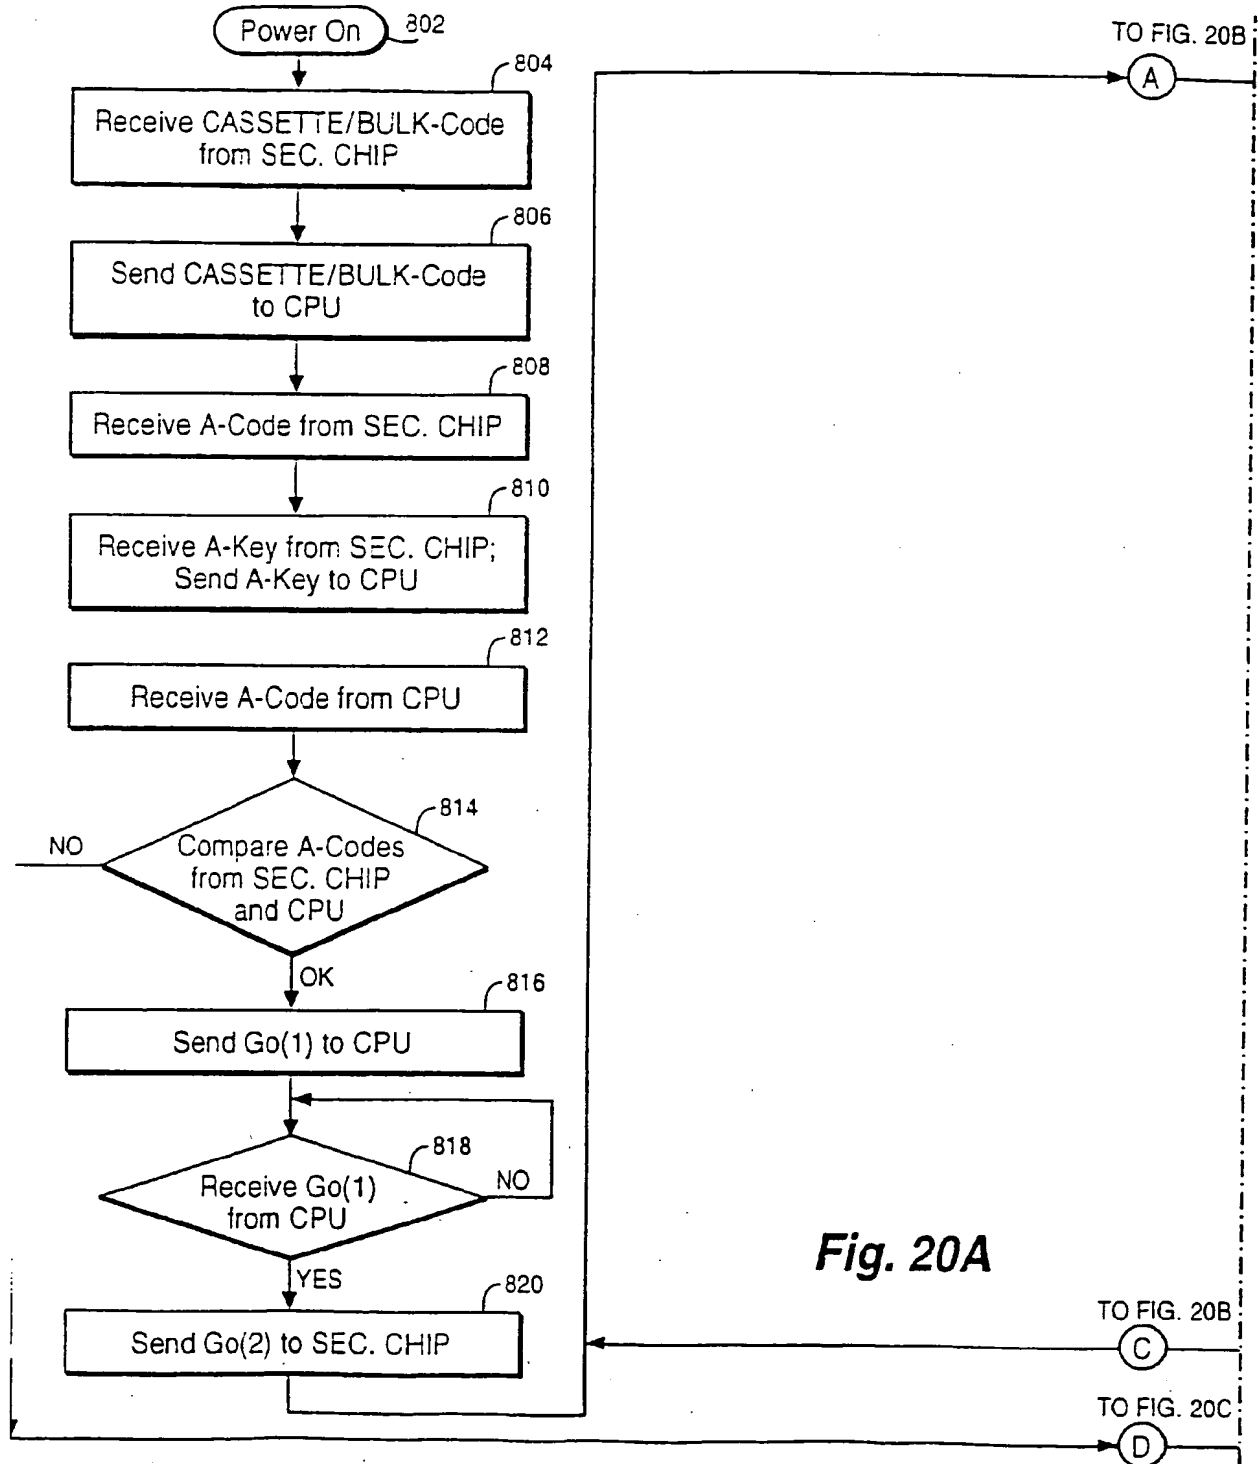 Power On
802
TO FIG. 20B
A
804
Receive CASSETTE/BULK-Code
from SEC. CHIP
806
Send CASSETTE/BULK-Code
to CPU
808
Receive A-Code from SEC. CHIP
810
Receive A-Key from SEC. CHIP;
Send A-Key to CPU
812
Receive A-Code from CPU
814
NO
Compare A-Codes
from SEC. CHIP
and CPU
OK
816
Send Go(1) to CPU
818
Receive Go(1)
from CPU
NO
YES
820
Send Go(2) to SEC. CHIP
Fig. 20A
TO FIG. 20B
C
TO FIG. 20C
D